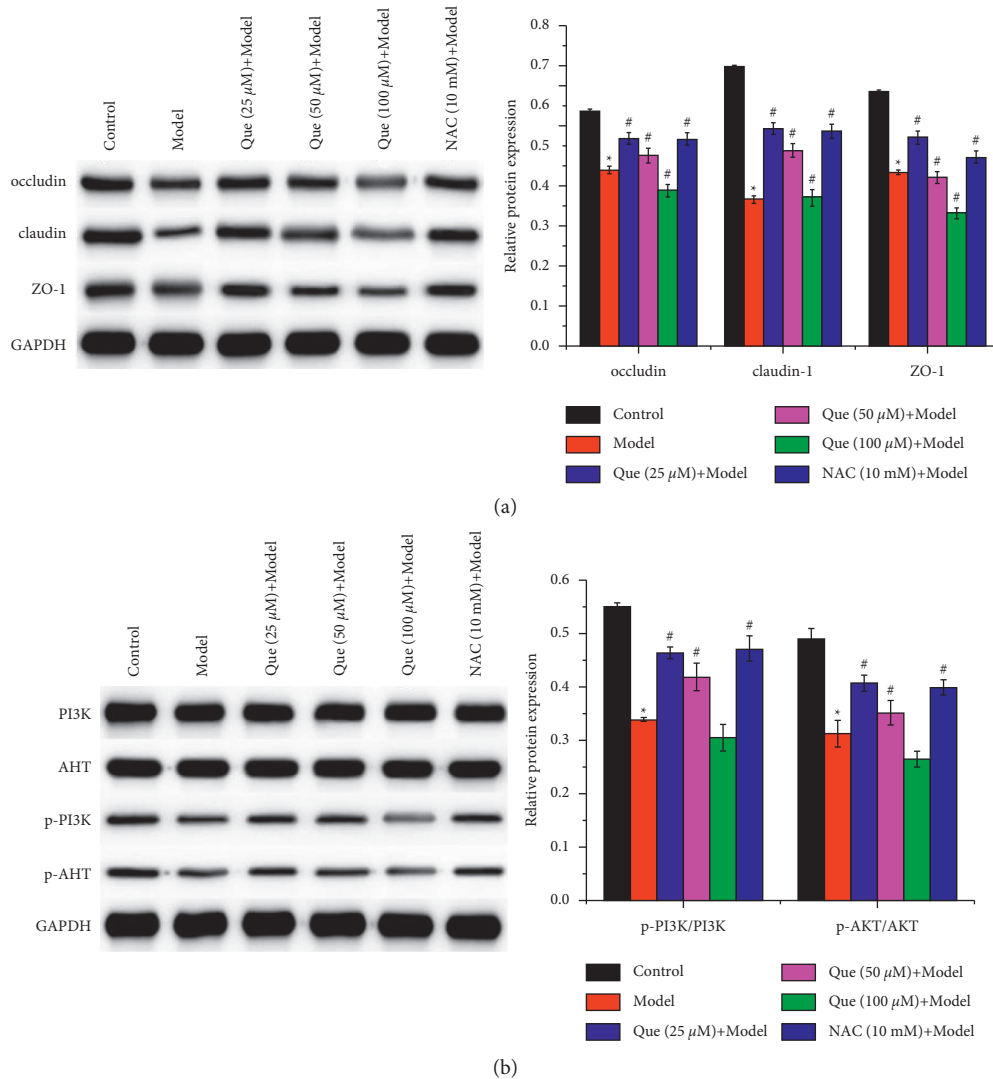 Control
Model
Que (25 μM)+Model
Que (50 μM)+Model
Que (100 μM)+Model
NAC (10 mM)+Model
occludin
claudin
ZO-1
GAPDH
Relative protein expression
0.8
0.7
0.6
0.5
0.4
0.3
0.2
0.1
0.0
* # # # #
* # # # #
* # # # #
occludin claudin-1 ZO-1
Control Que (50 μM)+Model
Model Que (100 μM)+Model
Que (25 μM)+Model NAC (10 mM)+Model
(a)
Control
Model
Que (25 μM)+Model
Que (50 μM)+Model
Que (100 μM)+Model
NAC (10 mM)+Model
PI3K
AHT
p-PI3K
p-AHT
GAPDH
Relative protein expression
0.6
0.5
0.4
0.3
0.2
0.1
0.0
* # # #
* # # #
p-PI3K/PI3K p-AKT/AKT
Control Que (50 μM)+Model
Model Que (100 μM)+Model
Que (25 μM)+Model NAC (10 mM)+Model
(b)